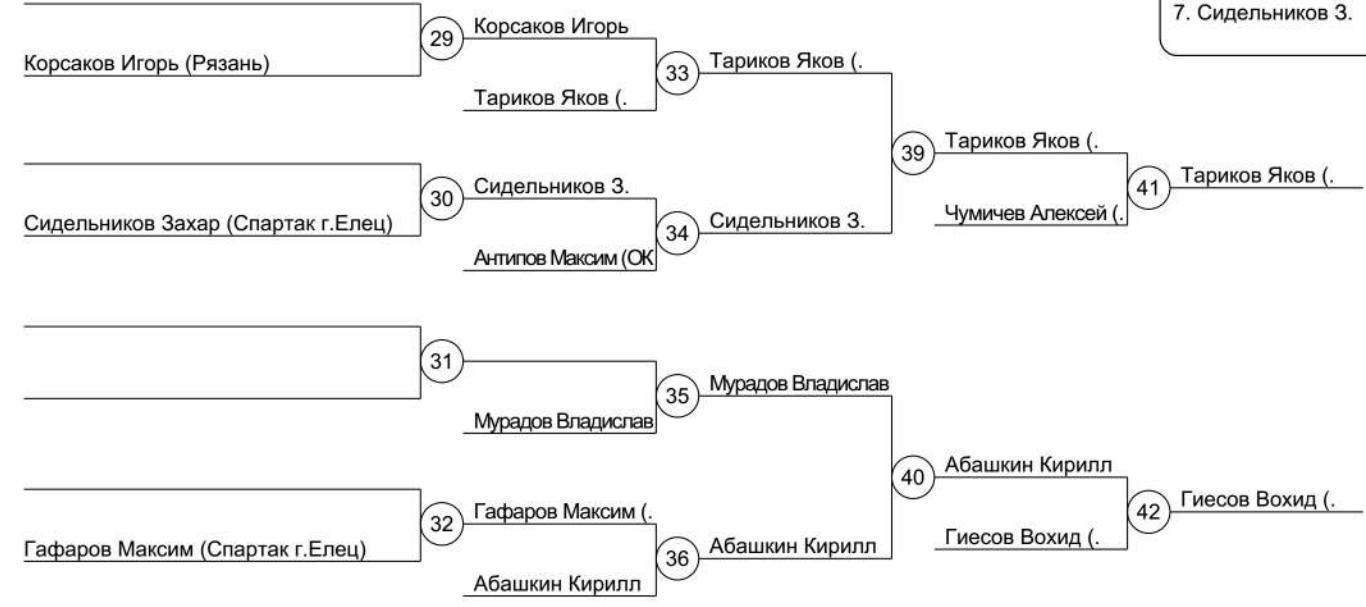 7. Сидельников З.
29
Корсаков Игорь
Корсаков Игорь (Рязань)
33
Тариков Яков (.
Тариков Яков (.
39
Тариков Яков (.
30
Сидельников З.
Сидельников Захар (Спартак г.Елец)
34
Сидельников З.
Антипов Максим (ОК
41
Тариков Яков (.
Чумичев Алексей (.
31
35
Мурадов Владислав
Мурадов Владислав
40
Абашкин Кирилл
32
Гафаров Максим (.
Гафаров Максим (Спартак г.Елец)
36
Абашкин Кирилл
Абашкин Кирилл
42
Гиесов Вохид (.
Гиесов Вохид (.